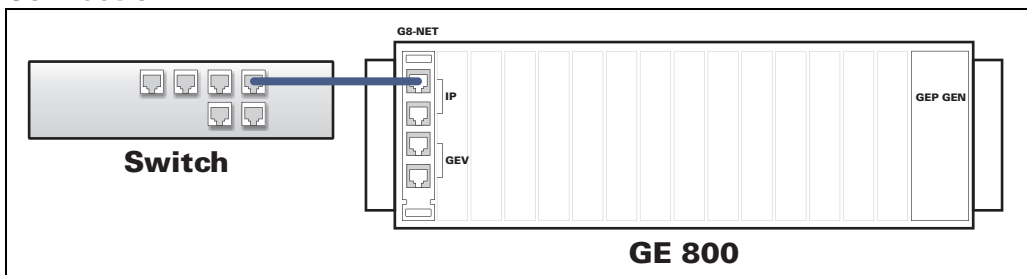 G8-NET
IP
GEV
GEP GEN
Switch
GE 800